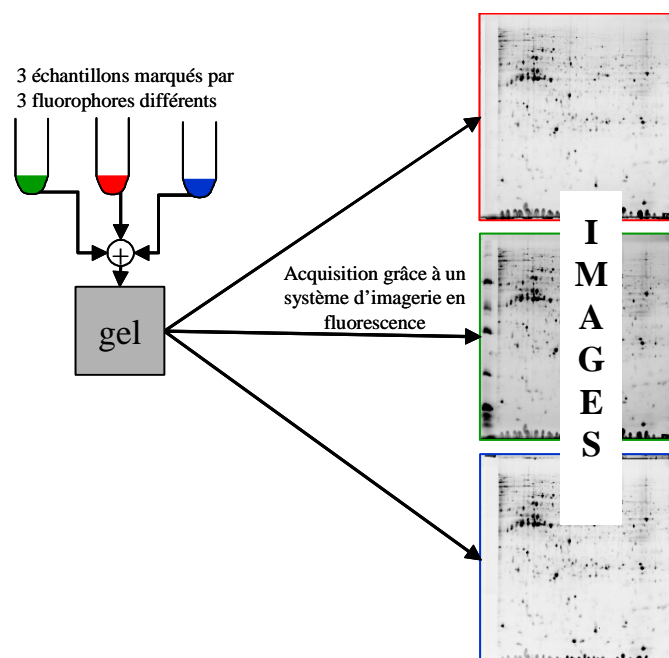 3 échantillons marqués par
3 fluorophores différents
+
gel
Acquisition grâce à un
système d’imagerie en
fluorescence
I
M
A
G
E
S